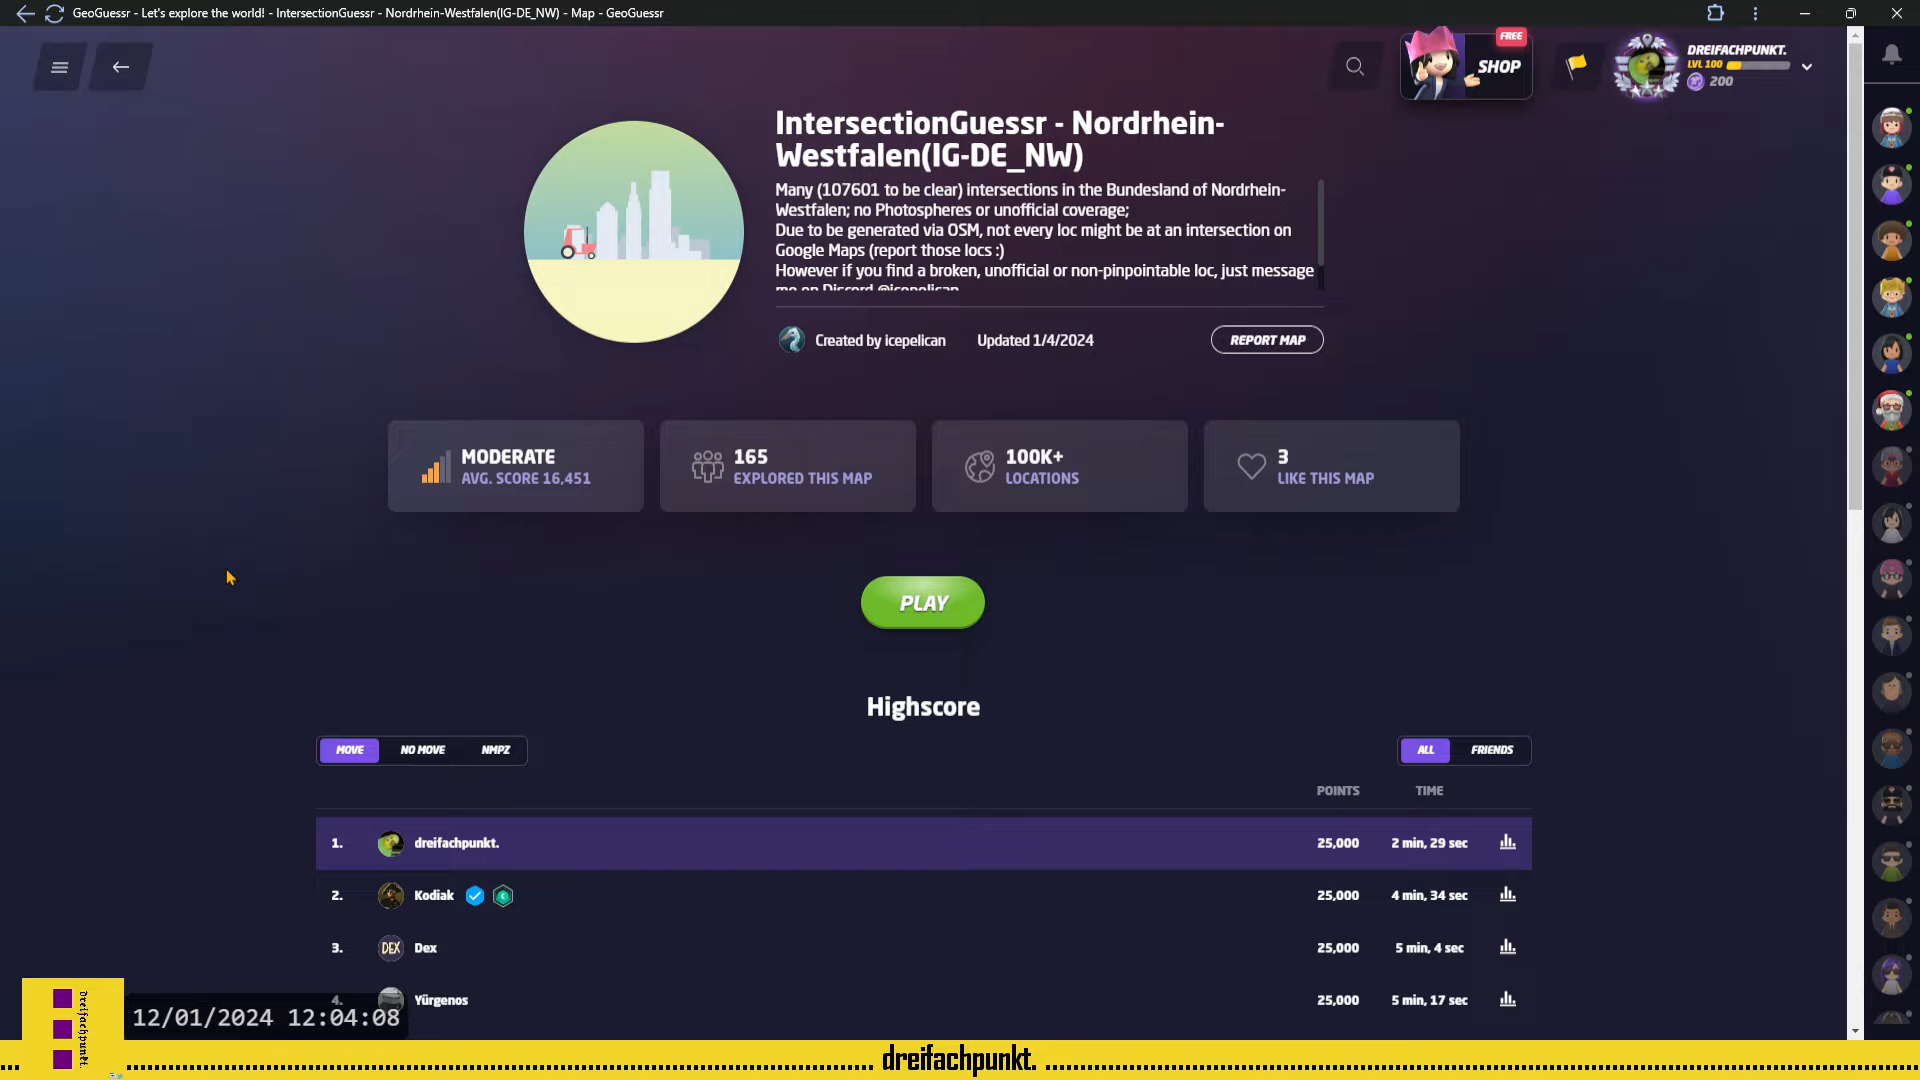 GeoGuessr - Let's explore the world! - IntersectionGuessr - Nordrhein-Westfalen(IG-DE_NW) - Map - GeoGuessr
FREE
SHOP
DREIFACHPUNKT.
LVL 100
200
IntersectionGuessr - Nordrhein-
Westfalen(IG-DE_NW)
Many (107601 to be clear) intersections in the Bundesland of Nordrhein-
Westfalen; no Photospheres or unofficial coverage;
Due to be generated via OSM, not every loc might be at an intersection on
Google Maps (report those locs :)
However if you find a broken, unofficial or non-pinpointable loc, just message
me on Discord @icepelican
Created by icepelican
Updated 1/4/2024
REPORT MAP
MODERATE
AVG. SCORE 16,451
165
EXPLORED THIS MAP
100K+
LOCATIONS
3
LIKE THIS MAP
PLAY
Highscore
MOVE NO MOVE NMPZ
ALL FRIENDS
POINTS TIME
1. dreifachpunkt. 25,000 2 min, 29 sec
2. Kodiak 25,000 4 min, 34 sec
3. DEX Dex 25,000 5 min, 4 sec
4. Yürgenos 25,000 5 min, 17 sec
dreifachpunkt.
12/01/2024 12:04:08
dreifachpunkt.